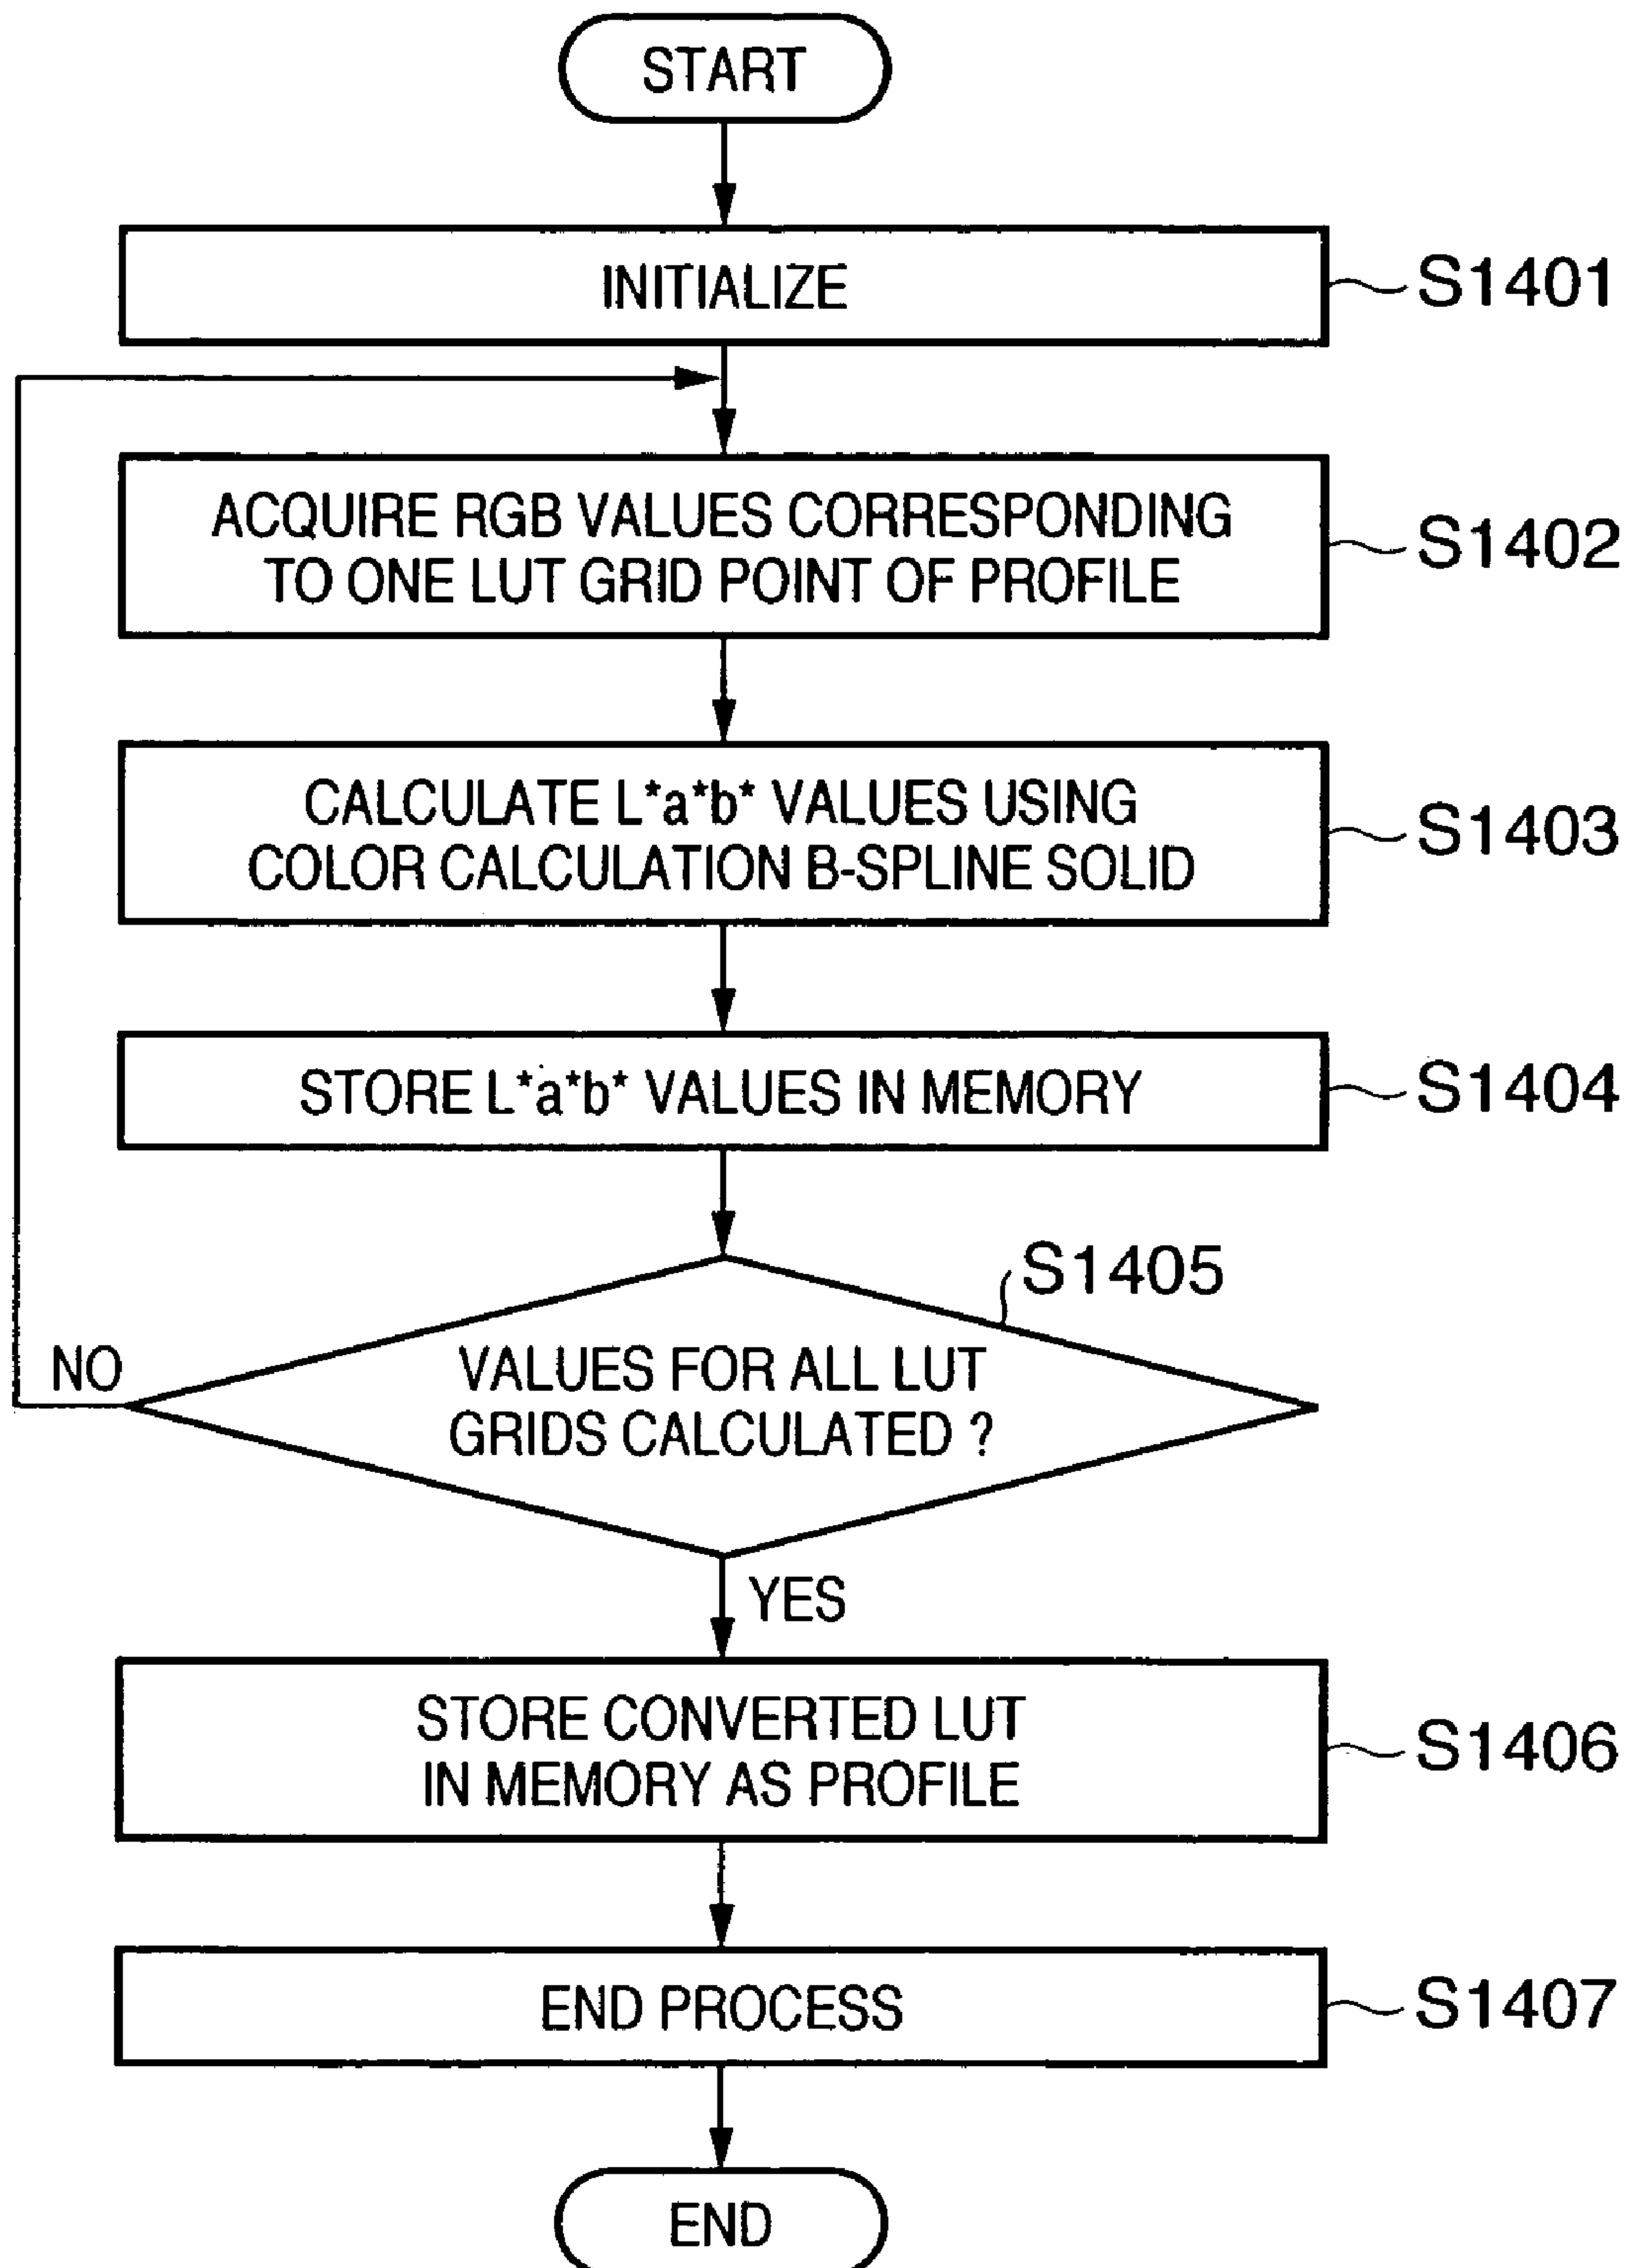 START
INITIALIZE
S1401
ACQUIRE RGB VALUES CORRESPONDING
TO ONE LUT GRID POINT OF PROFILE
S1402
CALCULATE L*a*b* VALUES USING
COLOR CALCULATION B-SPLINE SOLID
S1403
STORE L*a*b* VALUES IN MEMORY
S1404
S1405
NO
VALUES FOR ALL LUT
GRIDS CALCULATED ?
YES
STORE CONVERTED LUT
IN MEMORY AS PROFILE
S1406
END PROCESS
S1407
END